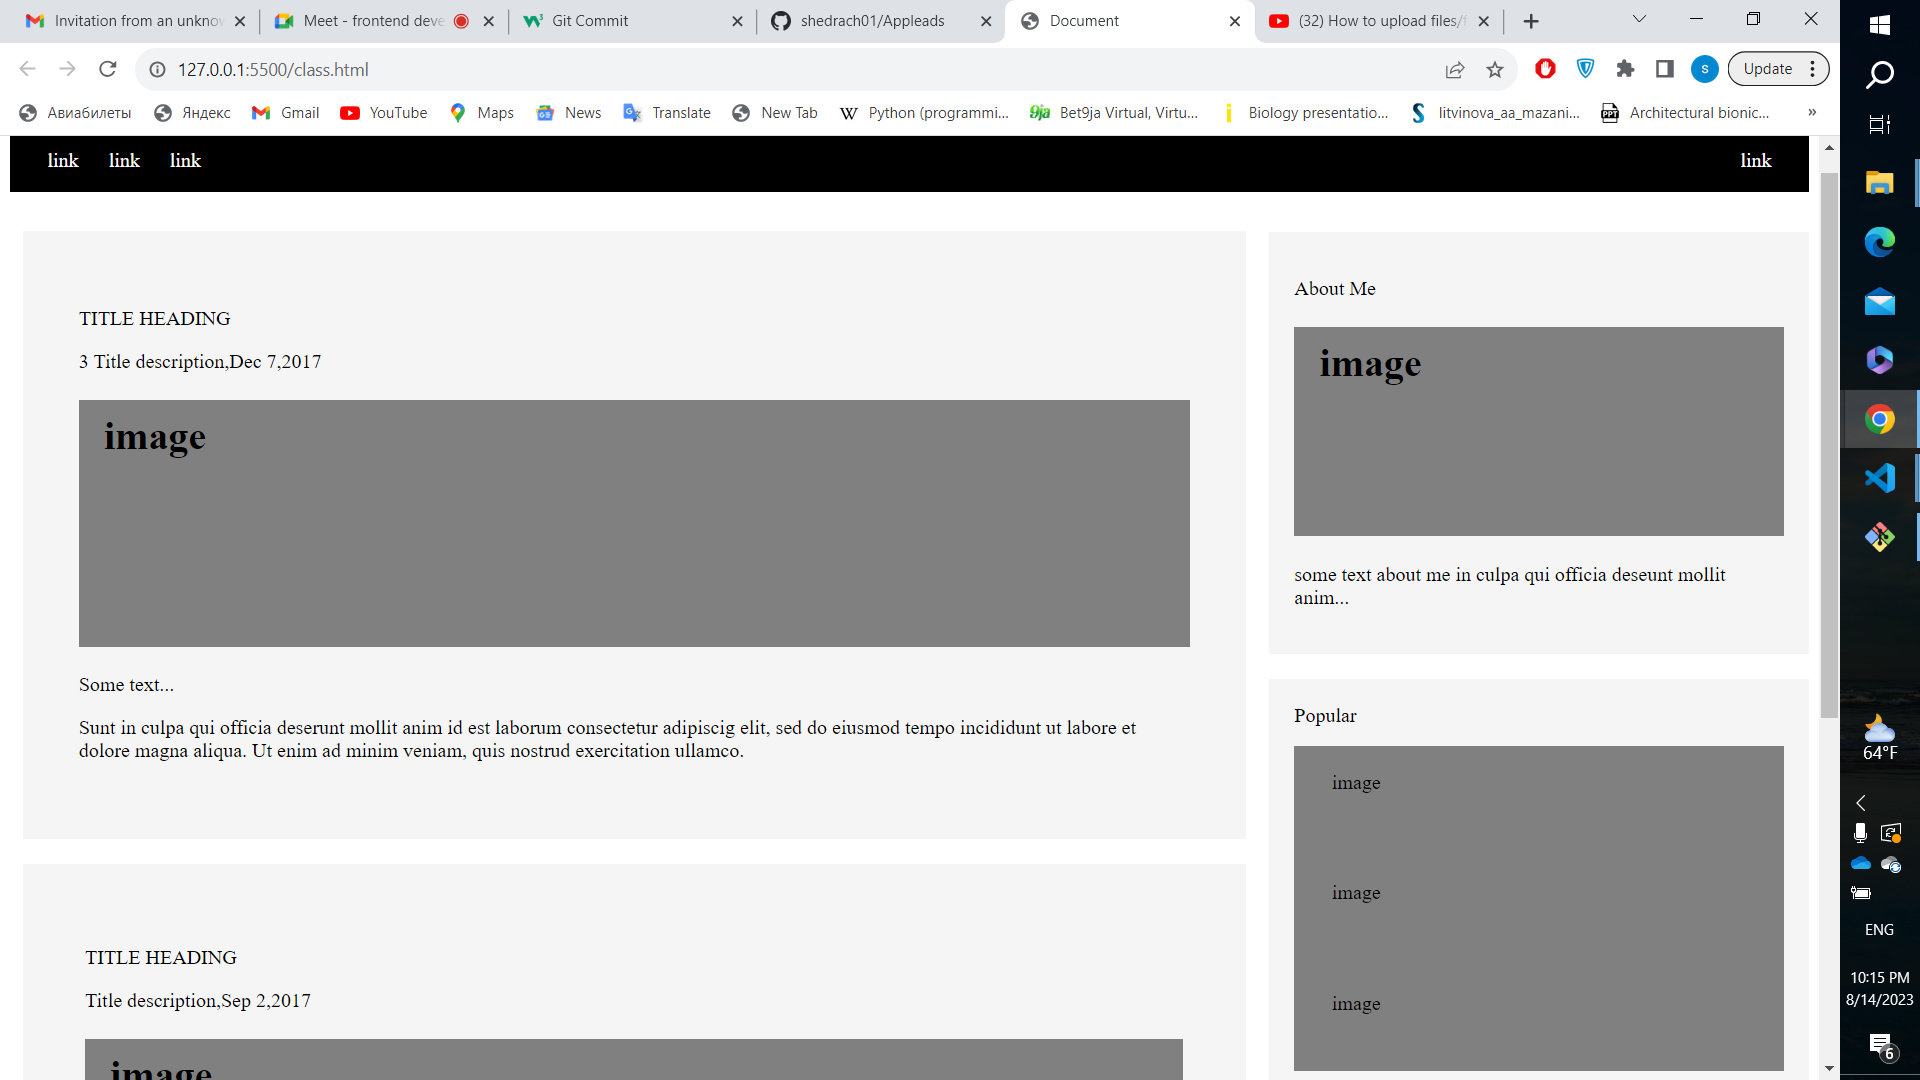 Invitation from an unknow
Meet - frontend deve
Git Commit
shedrach01/Appleads
Document
(32) How to upload files/f
127.0.0.1:5500/class.html
S
Update
Авиабилеты
Яндекс
Gmail
YouTube
Maps
News
Translate
New Tab
Python (programmi...
Bet9ja Virtual, Virtu...
Biology presentatio...
litvinova_aa_mazani...
Architectural bionic...
»
link link link link
TITLE HEADING
3 Title description,Dec 7,2017
image
Some text...
Sunt in culpa qui officia deserunt mollit anim id est laborum consectetur adipiscig elit, sed do eiusmod tempo incididunt ut labore et
dolore magna aliqua. Ut enim ad minim veniam, quis nostrud exercitation ullamco.
TITLE HEADING
Title description,Sep 2,2017
image
About Me
image
some text about me in culpa qui officia deseunt mollit
anim...
Popular
image
image
image
64°F
ENG
10:15 PM
8/14/2023
6